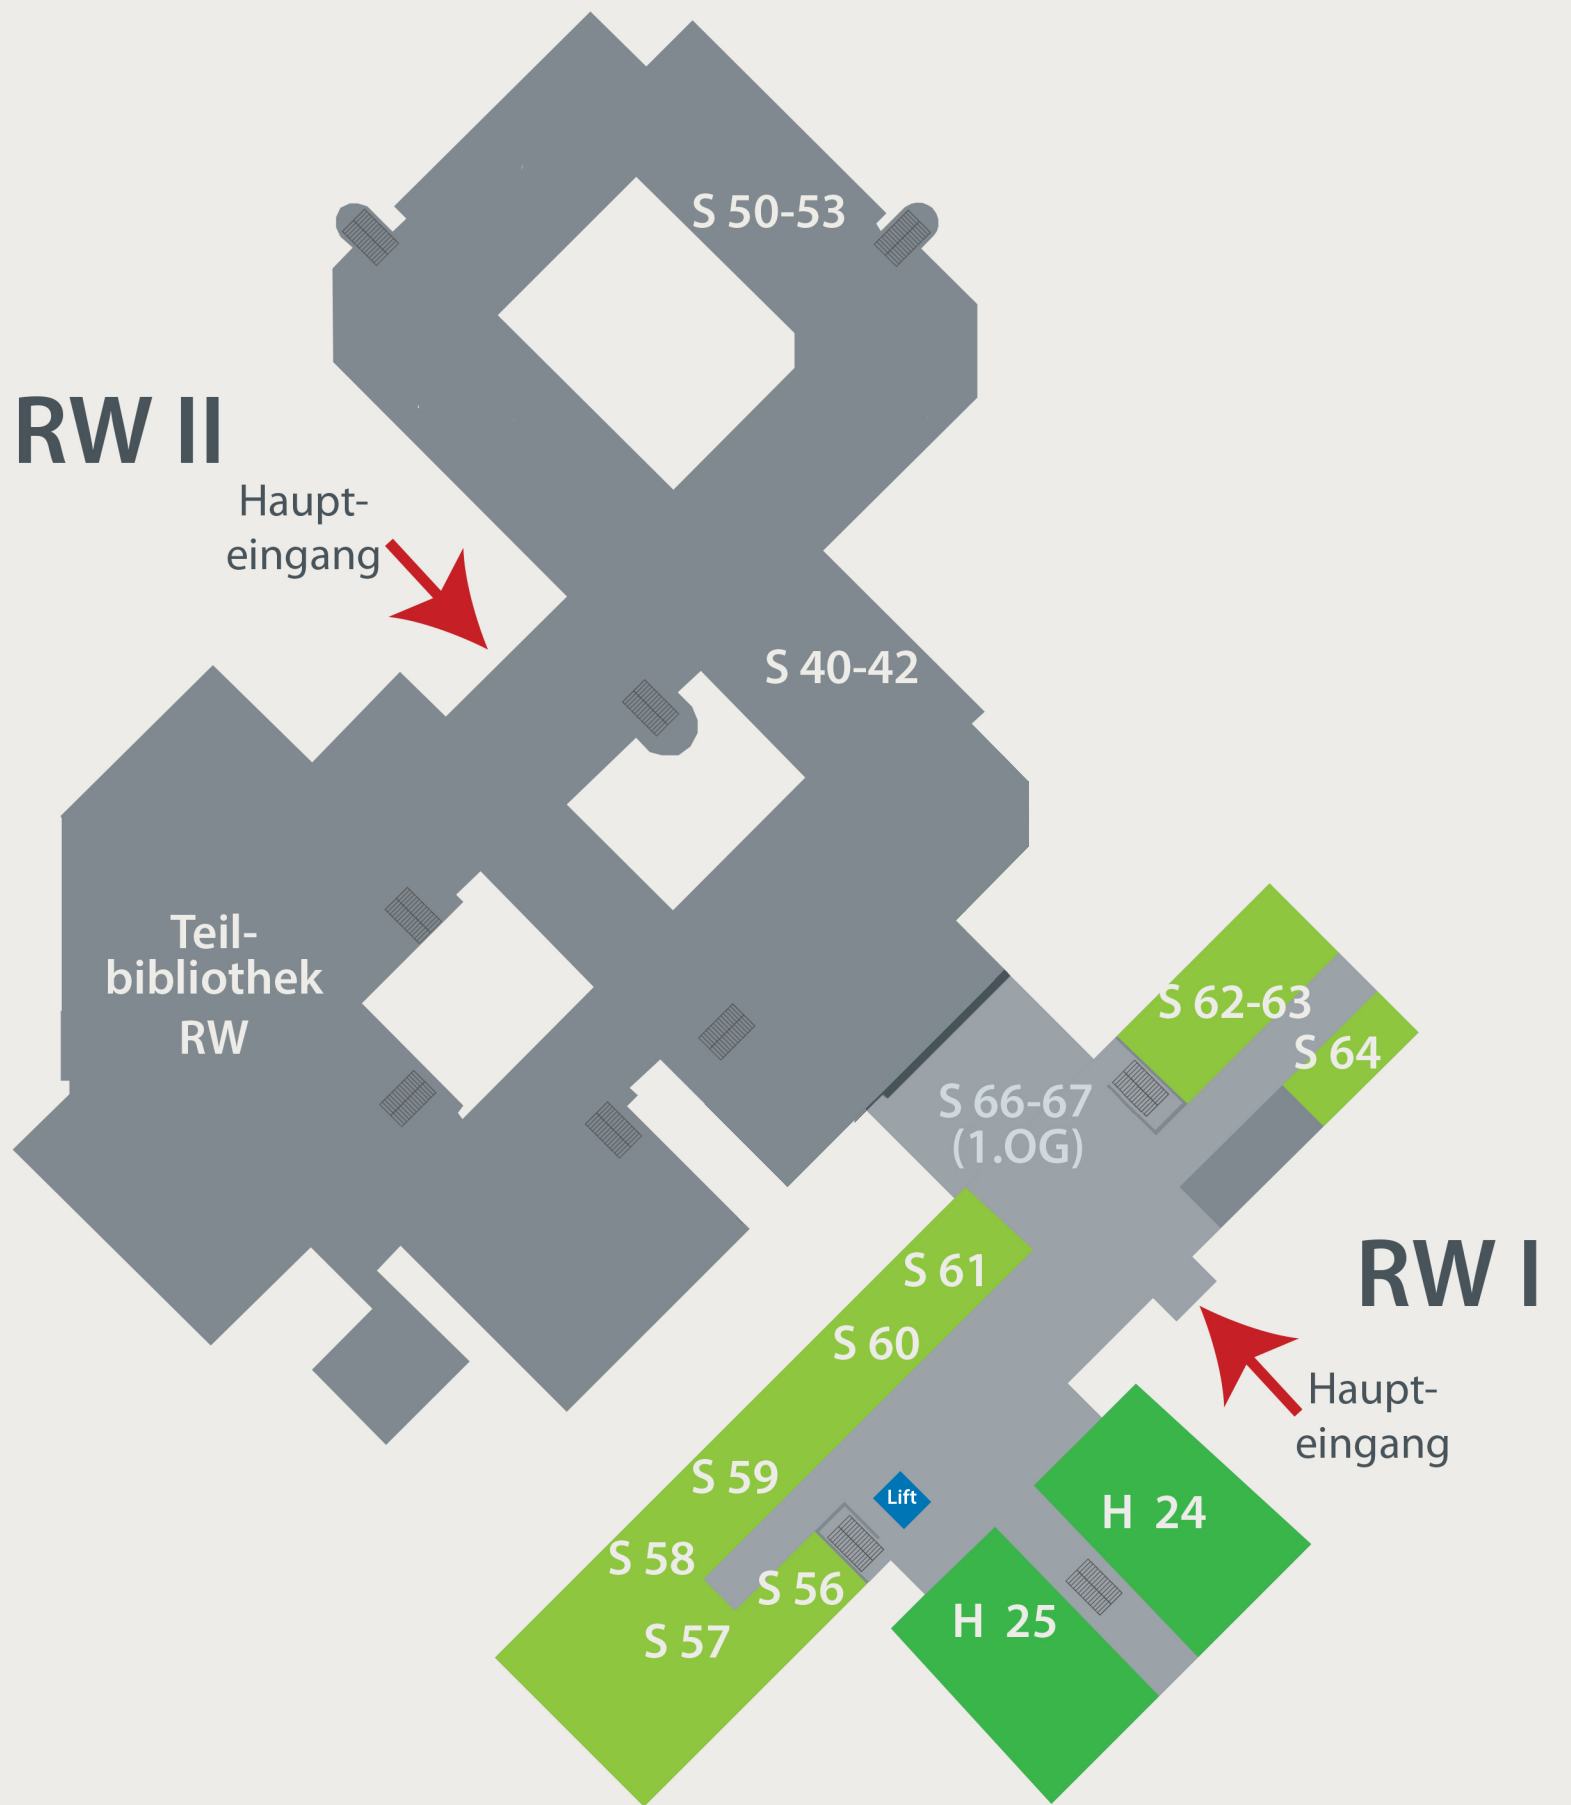 S 50-53
RW II
Haupt-
eingang
S 40-42
Teil-
bibliothek
RW
S 62-63
S 64
S 66-67
(1.OG)
S 61
RW I
S 60
Haupt-
eingang
S 59
Lift
H 24
S 58
S 56
H 25
S 57